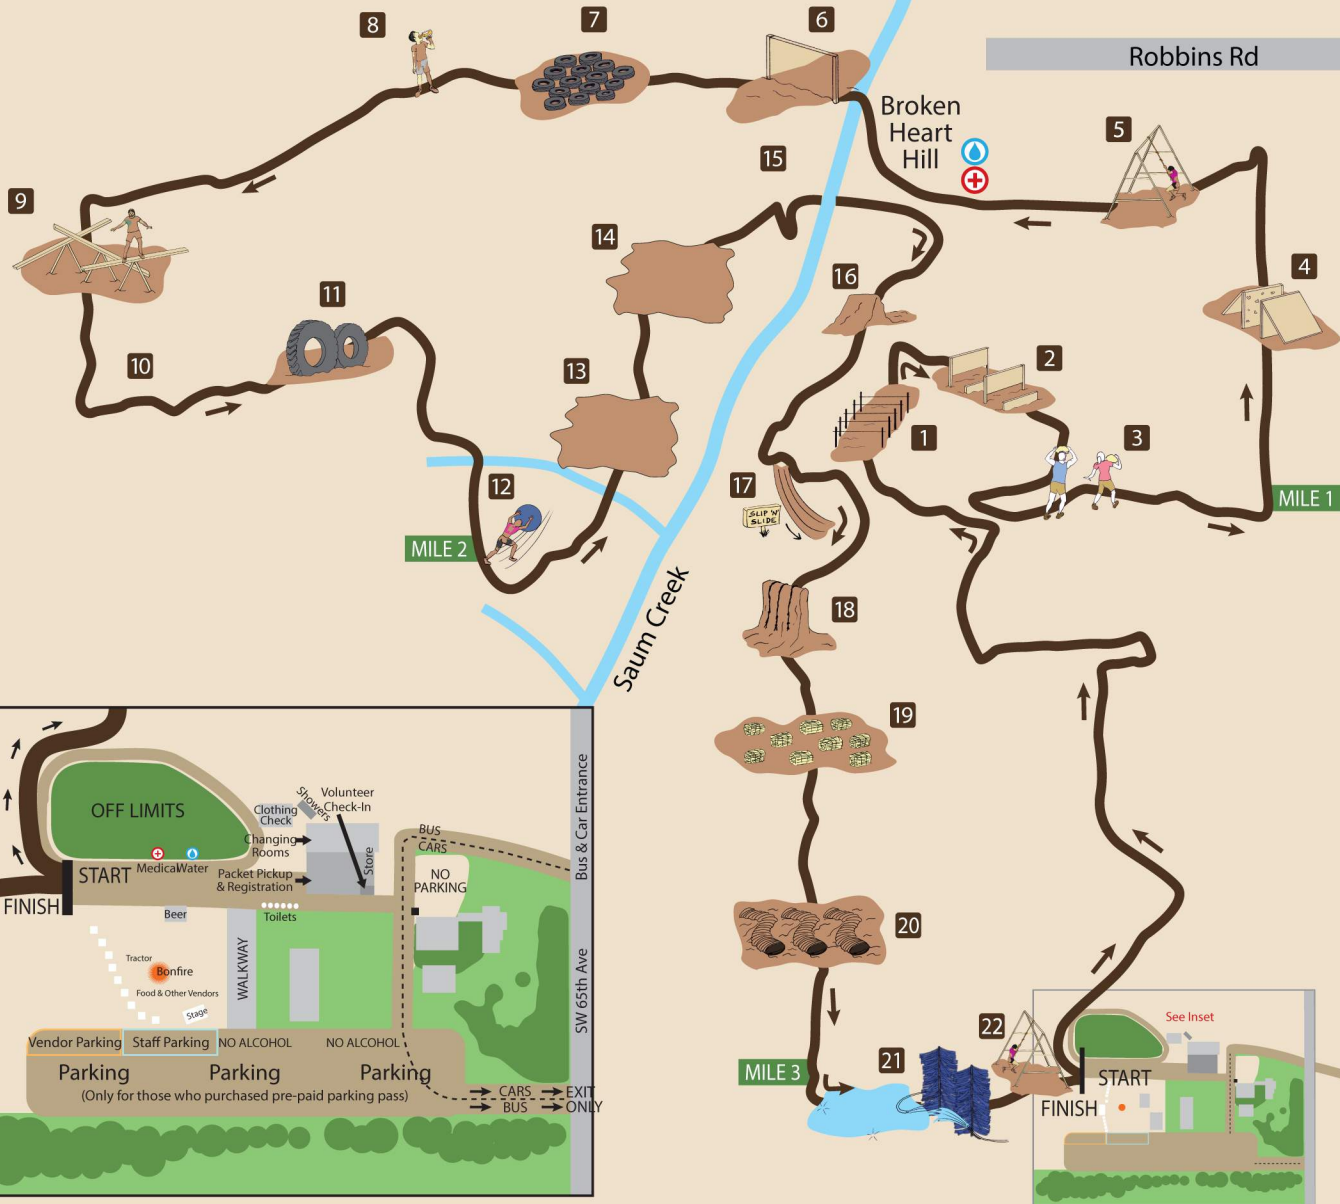 8
7
6
Robbins Rd
Broken
Heart
Hill
5
15
9
14
4
16
11
10
2
13
1
3
17
12
SLIP 'N'
SLIDE
MILE 1
MILE 2
18
Saum Creek
19
20
22
21
MILE 3
See Inset
START
FINISH
OFF LIMITS
Clothing
Check
Showers
Volunteer
Check-In
Changing
Rooms
Store
BUS
CARS
Bus & Car Entrance
Medical
Water
START
Packet Pickup
& Registration
NO
PARKING
FINISH
Beer
Toilets
Tractor
Bonfire
WALKWAY
Food & Other Vendors
Stage
SW 65th Ave
Vendor Parking
Staff Parking
NO ALCOHOL
NO ALCOHOL
Parking
Parking
Parking
(Only for those who purchased pre-paid parking pass)
CARS
EXIT
BUS
ONLY